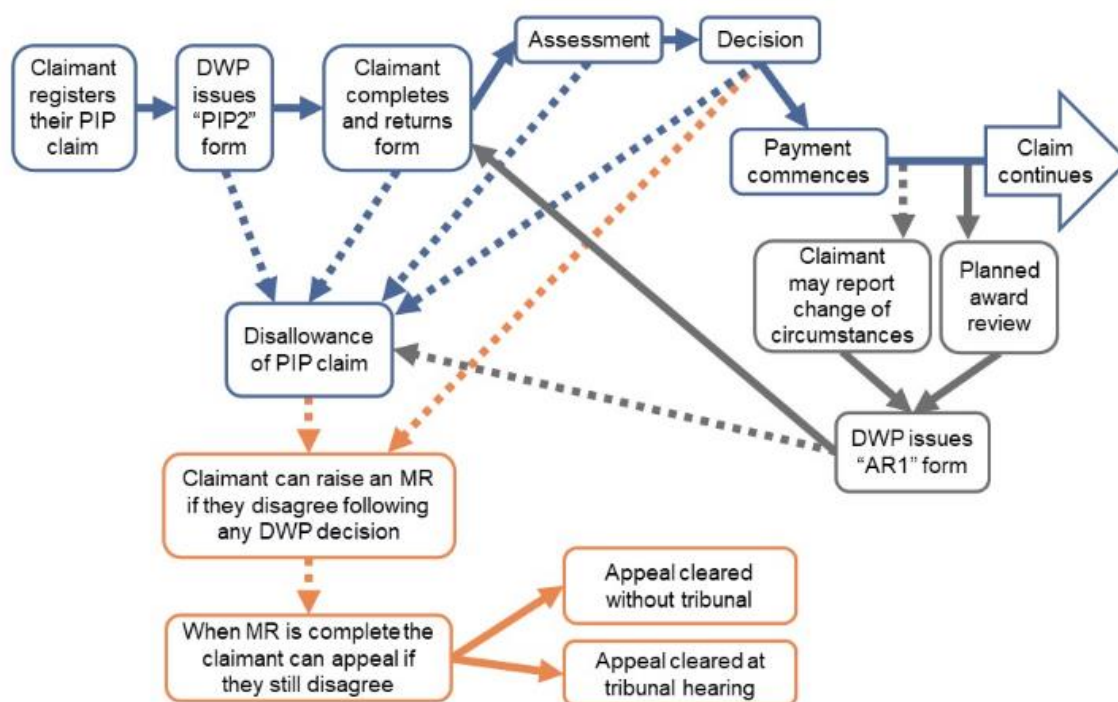 Claimant
registers
their PIP
claim
DWP
issues
“PIP2”
form
Claimant
completes
and returns
form
Assessment
Decision
Payment
commences
Claim
continues
Claimant
may report
change of
circumstances
Planned
award
review
Disallowance
of PIP claim
DWP issues
“AR1” form
Claimant can raise an MR
if they disagree following
any DWP decision
When MR is complete the
claimant can appeal if
they still disagree
Appeal cleared
without tribunal
Appeal cleared at
tribunal hearing